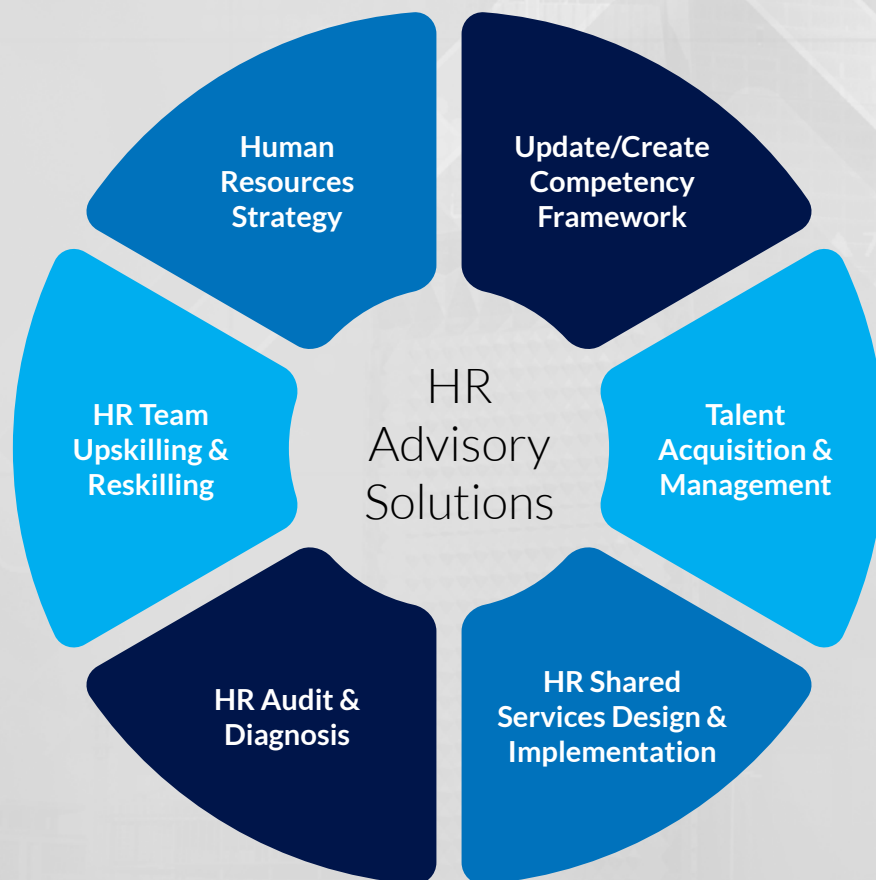 Human
Resources
Strategy
Update/Create
Competency
Framework
HR Team
Upskilling &
Reskilling
HR
Advisory
Solutions
Talent
Acquisition &
Management
HR Audit &
Diagnosis
HR Shared
Services Design &
Implementation